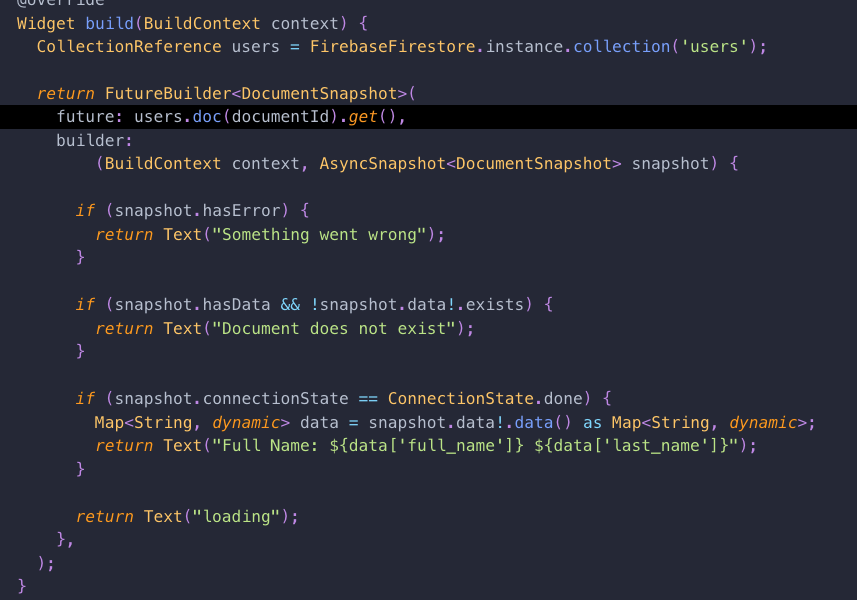 @override
Widget build(BuildContext context) {
  CollectionReference users = FirebaseFirestore.instance.collection('users');

  return FutureBuilder<DocumentSnapshot>(
    future: users.doc(documentId).get(),
    builder:
        (BuildContext context, AsyncSnapshot<DocumentSnapshot> snapshot) {

      if (snapshot.hasError) {
        return Text("Something went wrong");
      }

      if (snapshot.hasData && !snapshot.data!.exists) {
        return Text("Document does not exist");
      }

      if (snapshot.connectionState == ConnectionState.done) {
        Map<String, dynamic> data = snapshot.data!.data() as Map<String, dynamic>;
        return Text("Full Name: ${data['full_name']} ${data['last_name']}");
      }

      return Text("loading");
    },
  );
}